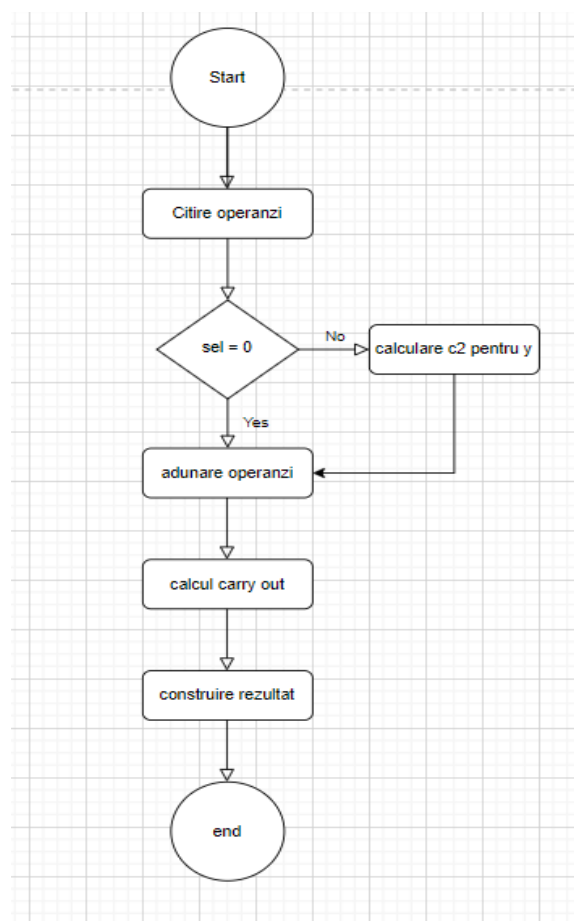 Start
Citire operanzi
sel = 0
No
calculare c2 pentru y
Yes
adunare operanzi
calcul carry out
construire rezultat
end